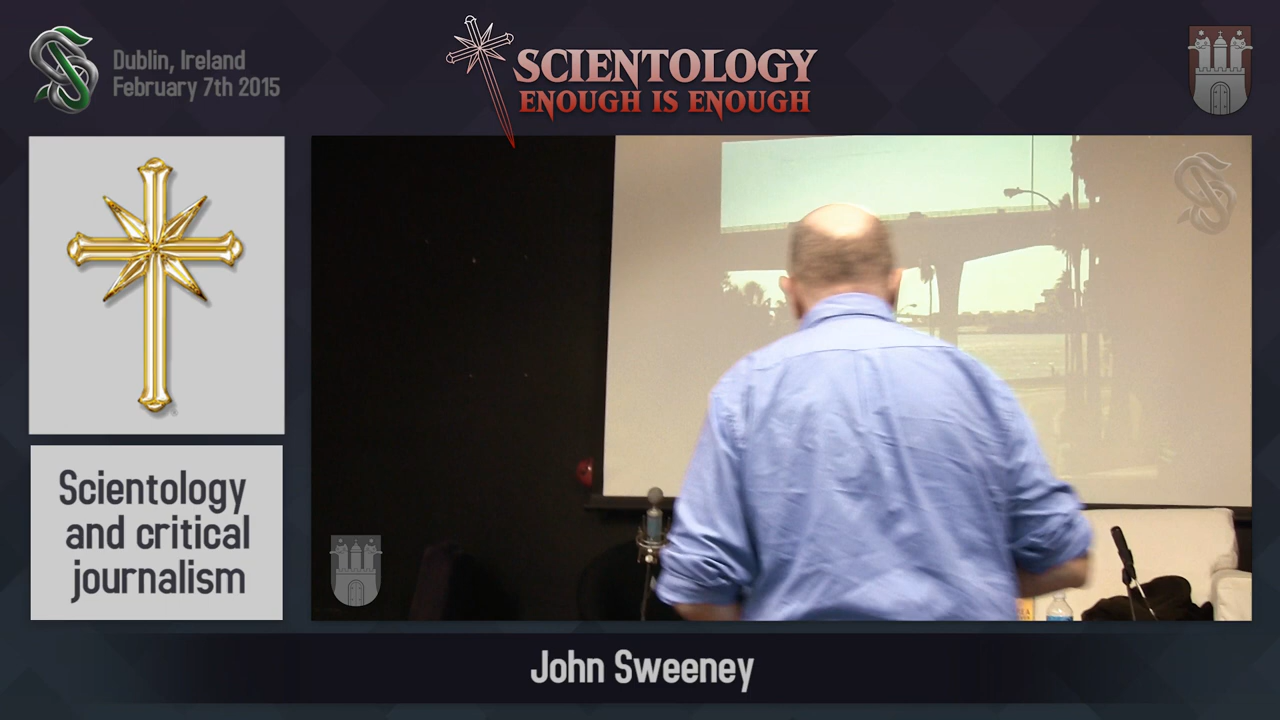 Dublin, Ireland
February 7th 2015
SCIENTOLOGY
ENOUGH IS ENOUGH
Scientology
and critical
journalism
John Sweeney